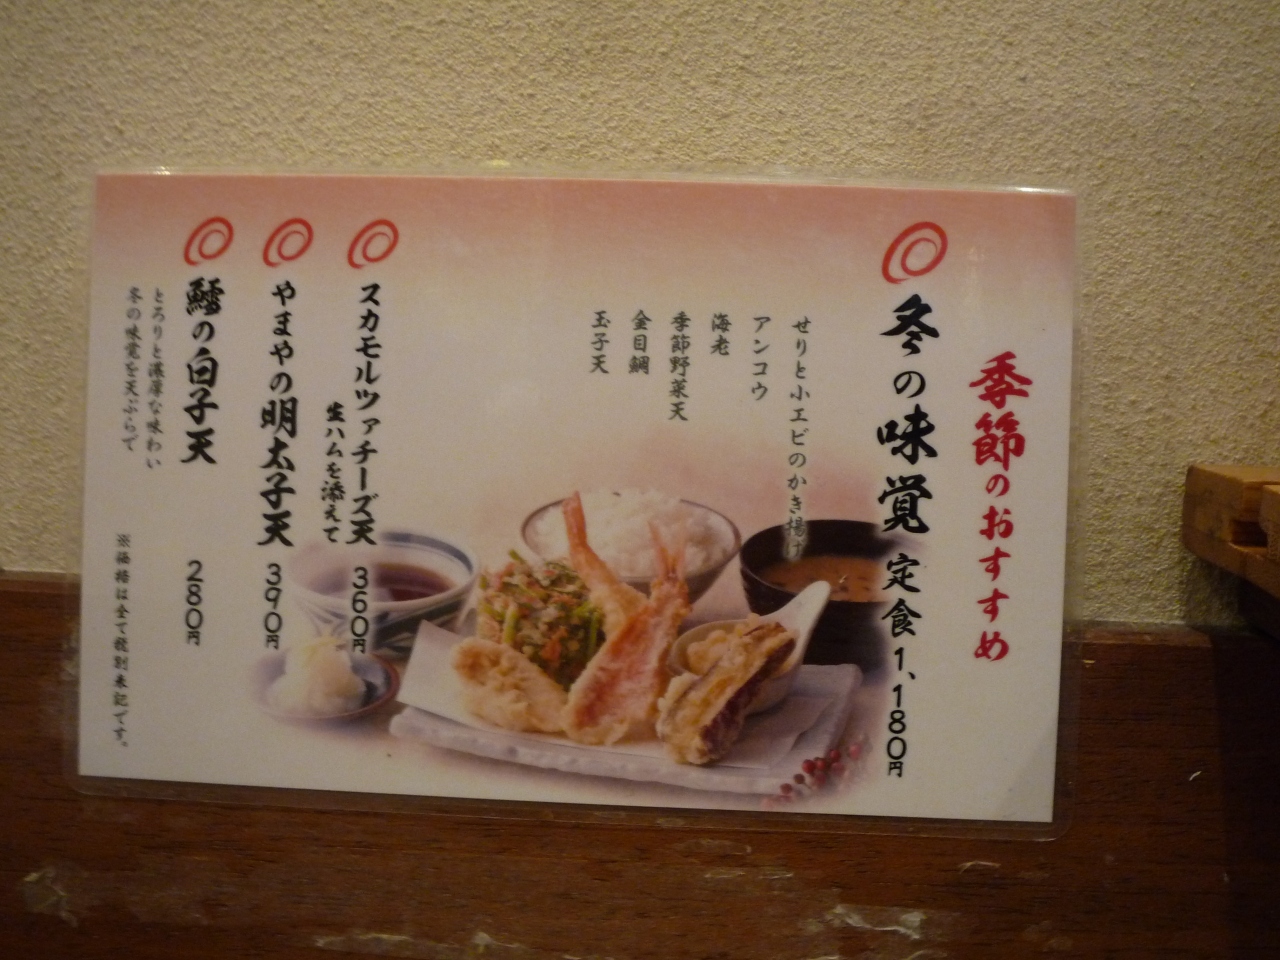 季節のおすすめ
冬の味覚 定食 1、180円
せりと小エビのかき揚げ
アンコウ
海老
季節野菜天
金目鯛
玉子天
スカモルツァチーズ天 360円
生ハムを添えて
やまやの明太子天 390円
鱈の白子天 280円
とろりと濃厚な味わい
冬の味覚を天ぷらで
※価格は全て税別表記です。